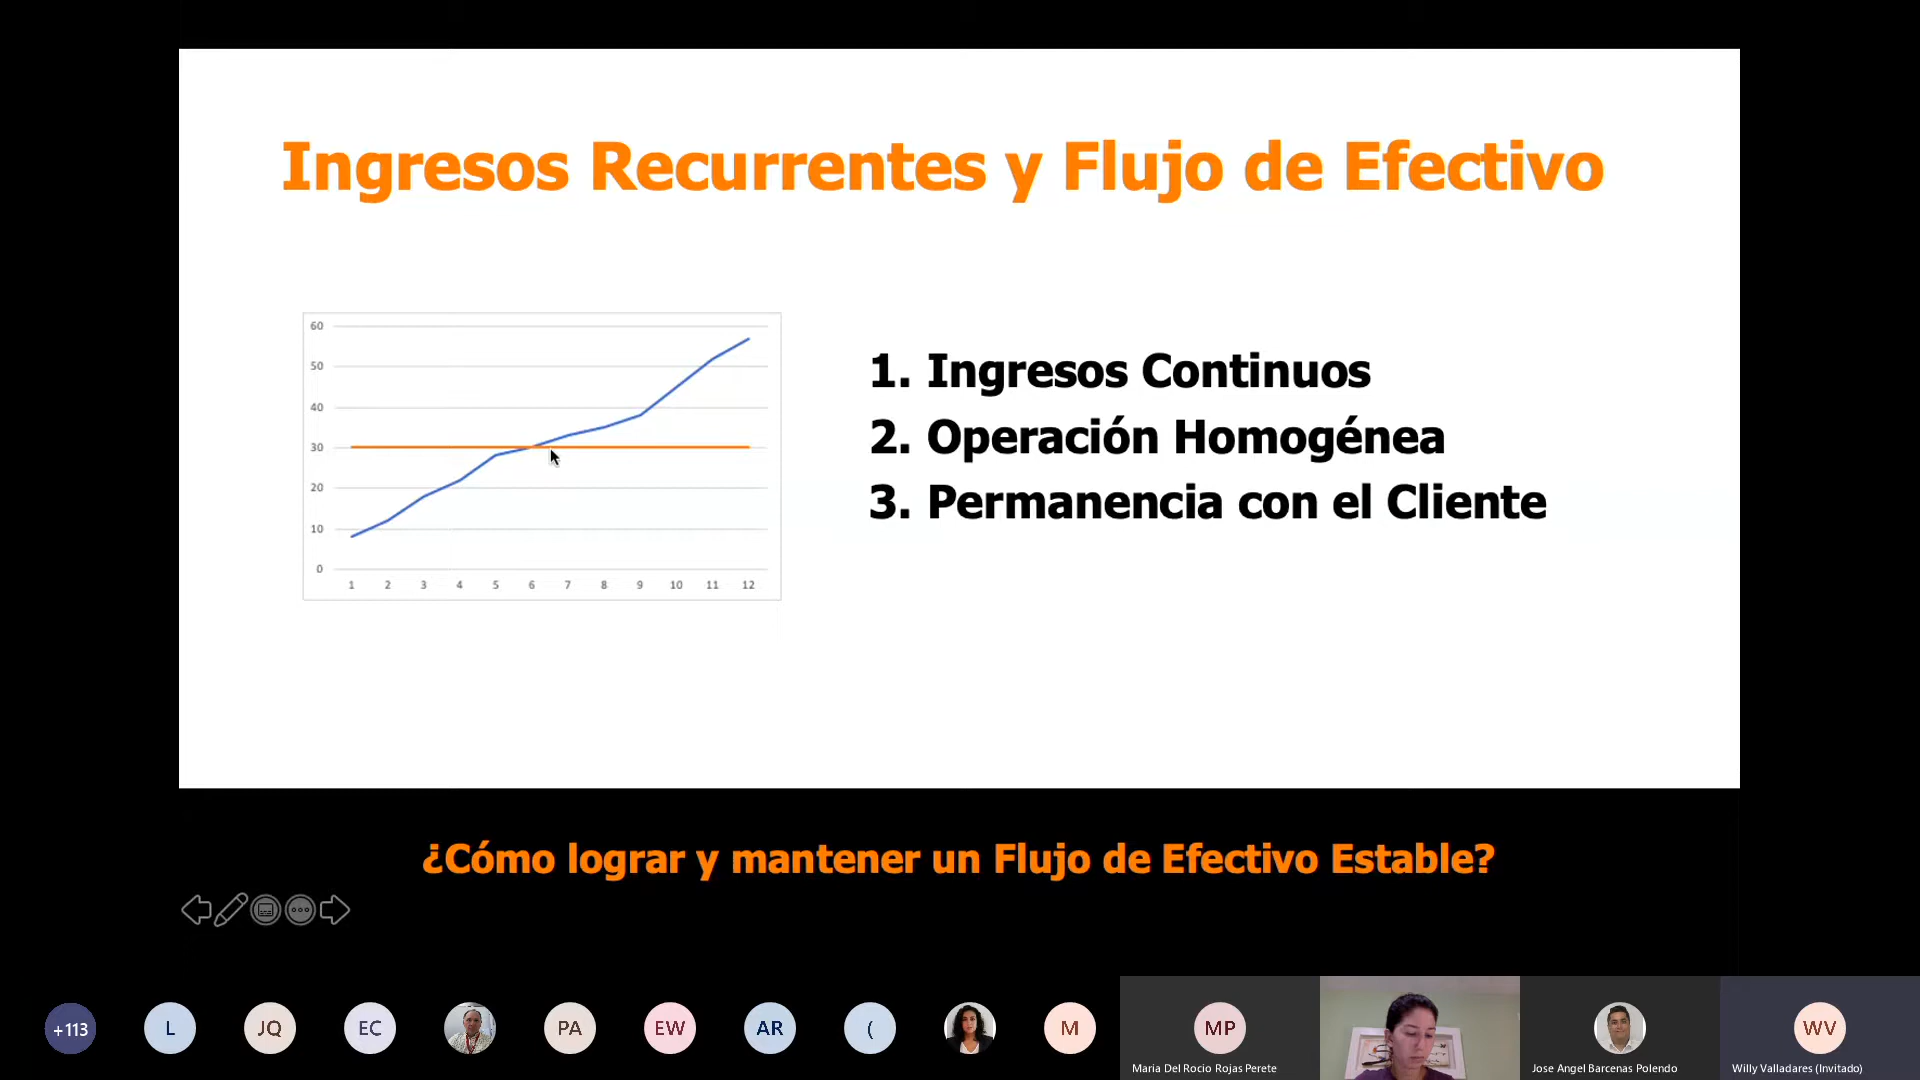 Ingresos Recurrentes y Flujo de Efectivo
60
50
40
30
20
10
0
1 2 3 4 5 6 7 8 9 10 11 12
1. Ingresos Continuos
2. Operación Homogénea
3. Permanencia con el Cliente
¿Cómo lograr y mantener un Flujo de Efectivo Estable?
+113 L JQ EC PA EW AR ( M MP WV
Maria Del Rocio Rojas Perete Jose Angel Barcenas Polendo Willy Valladares (Invitado)